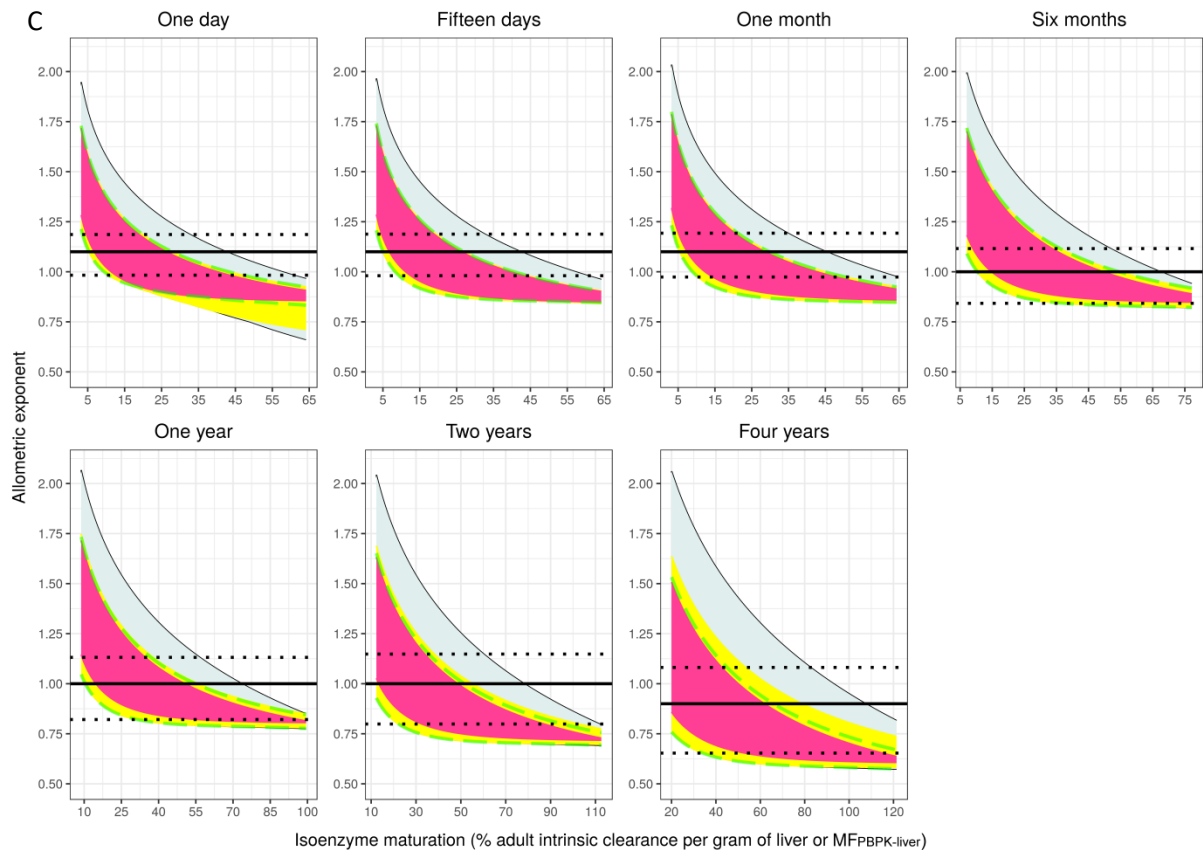 C
One day
Fifteen days
One month
Six months
2.00
1.75
1.50
1.25
1.00
0.75
0.50
5 15 25 35 45 55 65
5 15 25 35 45 55 65
5 15 25 35 45 55 65
5 15 25 35 45 55 65 75
Allometric exponent
One year
Two years
Four years
2.00
1.75
1.50
1.25
1.00
0.75
0.50
10 25 40 55 70 85 100
10 30 50 70 90 110
20 40 60 80 100 120
Isoenzyme maturation (% adult intrinsic clearance per gram of liver or MFPBPK-liver)